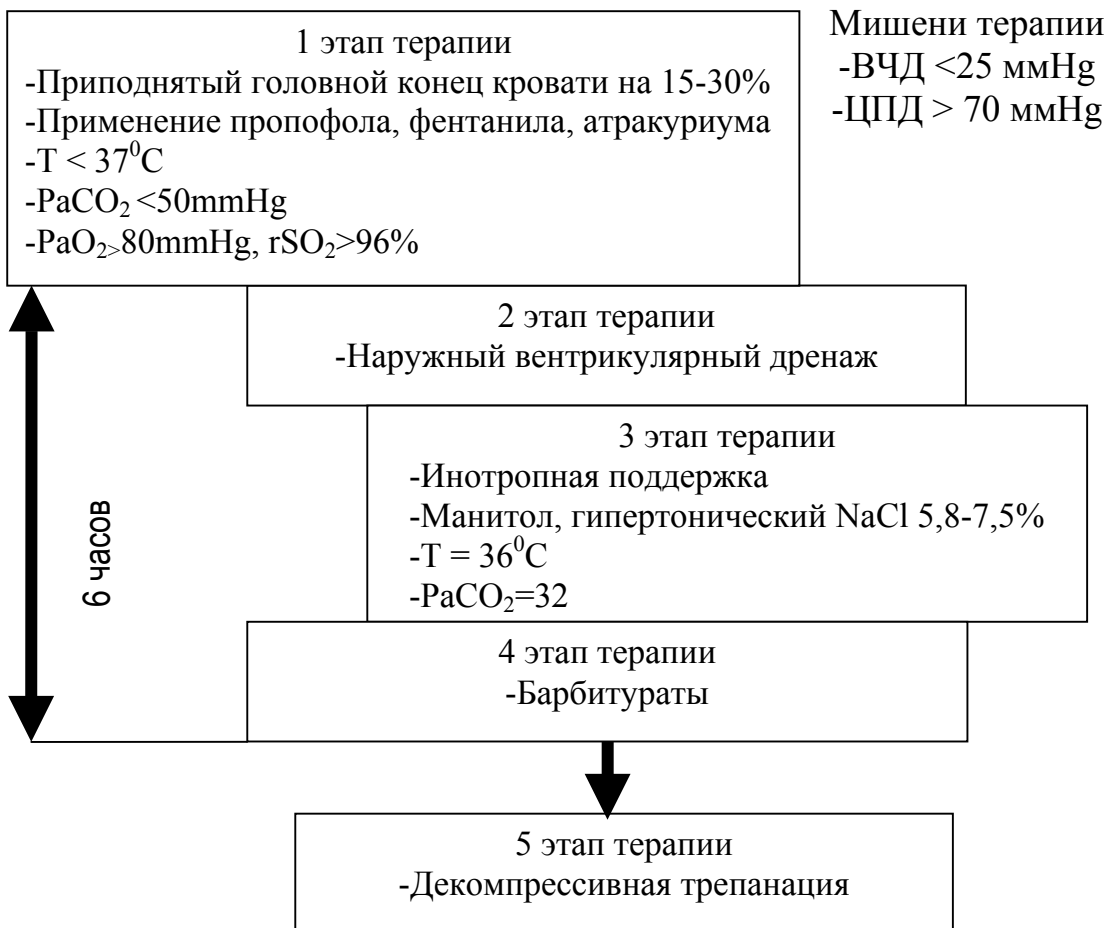 1 этап терапии
-Приподнятый головной конец кровати на 15-30%
-Применение пропофола, фентанила, атракуриума
-Т < 37⁰С
-PaCO₂ <50mmHg
-PaO₂>80mmHg, rSO₂>96%
Мишени терапии
-ВЧД <25 ммHg
-ЦПД > 70 ммHg
6 часов
2 этап терапии
-Наружный вентрикулярный дренаж
3 этап терапии
-Инотропная поддержка
-Манитол, гипертонический NaCl 5,8-7,5%
-Т = 36⁰С
-PaCO₂=32
4 этап терапии
-Барбитураты
5 этап терапии
-Декомпрессивная трепанация